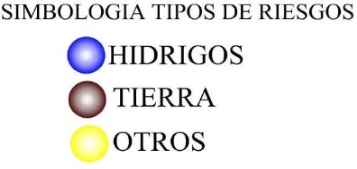 SIMBOLOGIA TIPOS DE RIESGOS
HIDRIGOS
TIERRA
OTROS